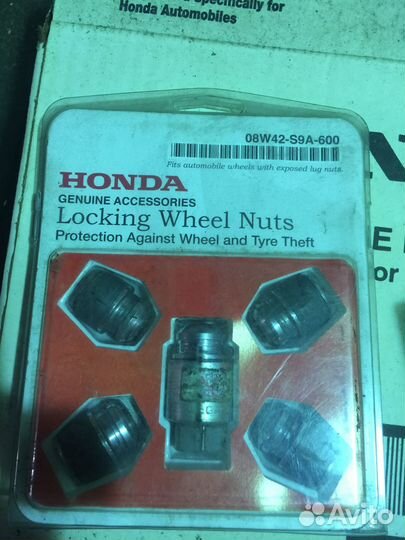 Specifically for
Honda Automobiles
08W42-S9A-600
Fits automobile wheels with exposed lug nuts.
HONDA
GENUINE ACCESSORIES
Locking Wheel Nuts
Protection Against Wheel and Tyre Theft
or
Avito